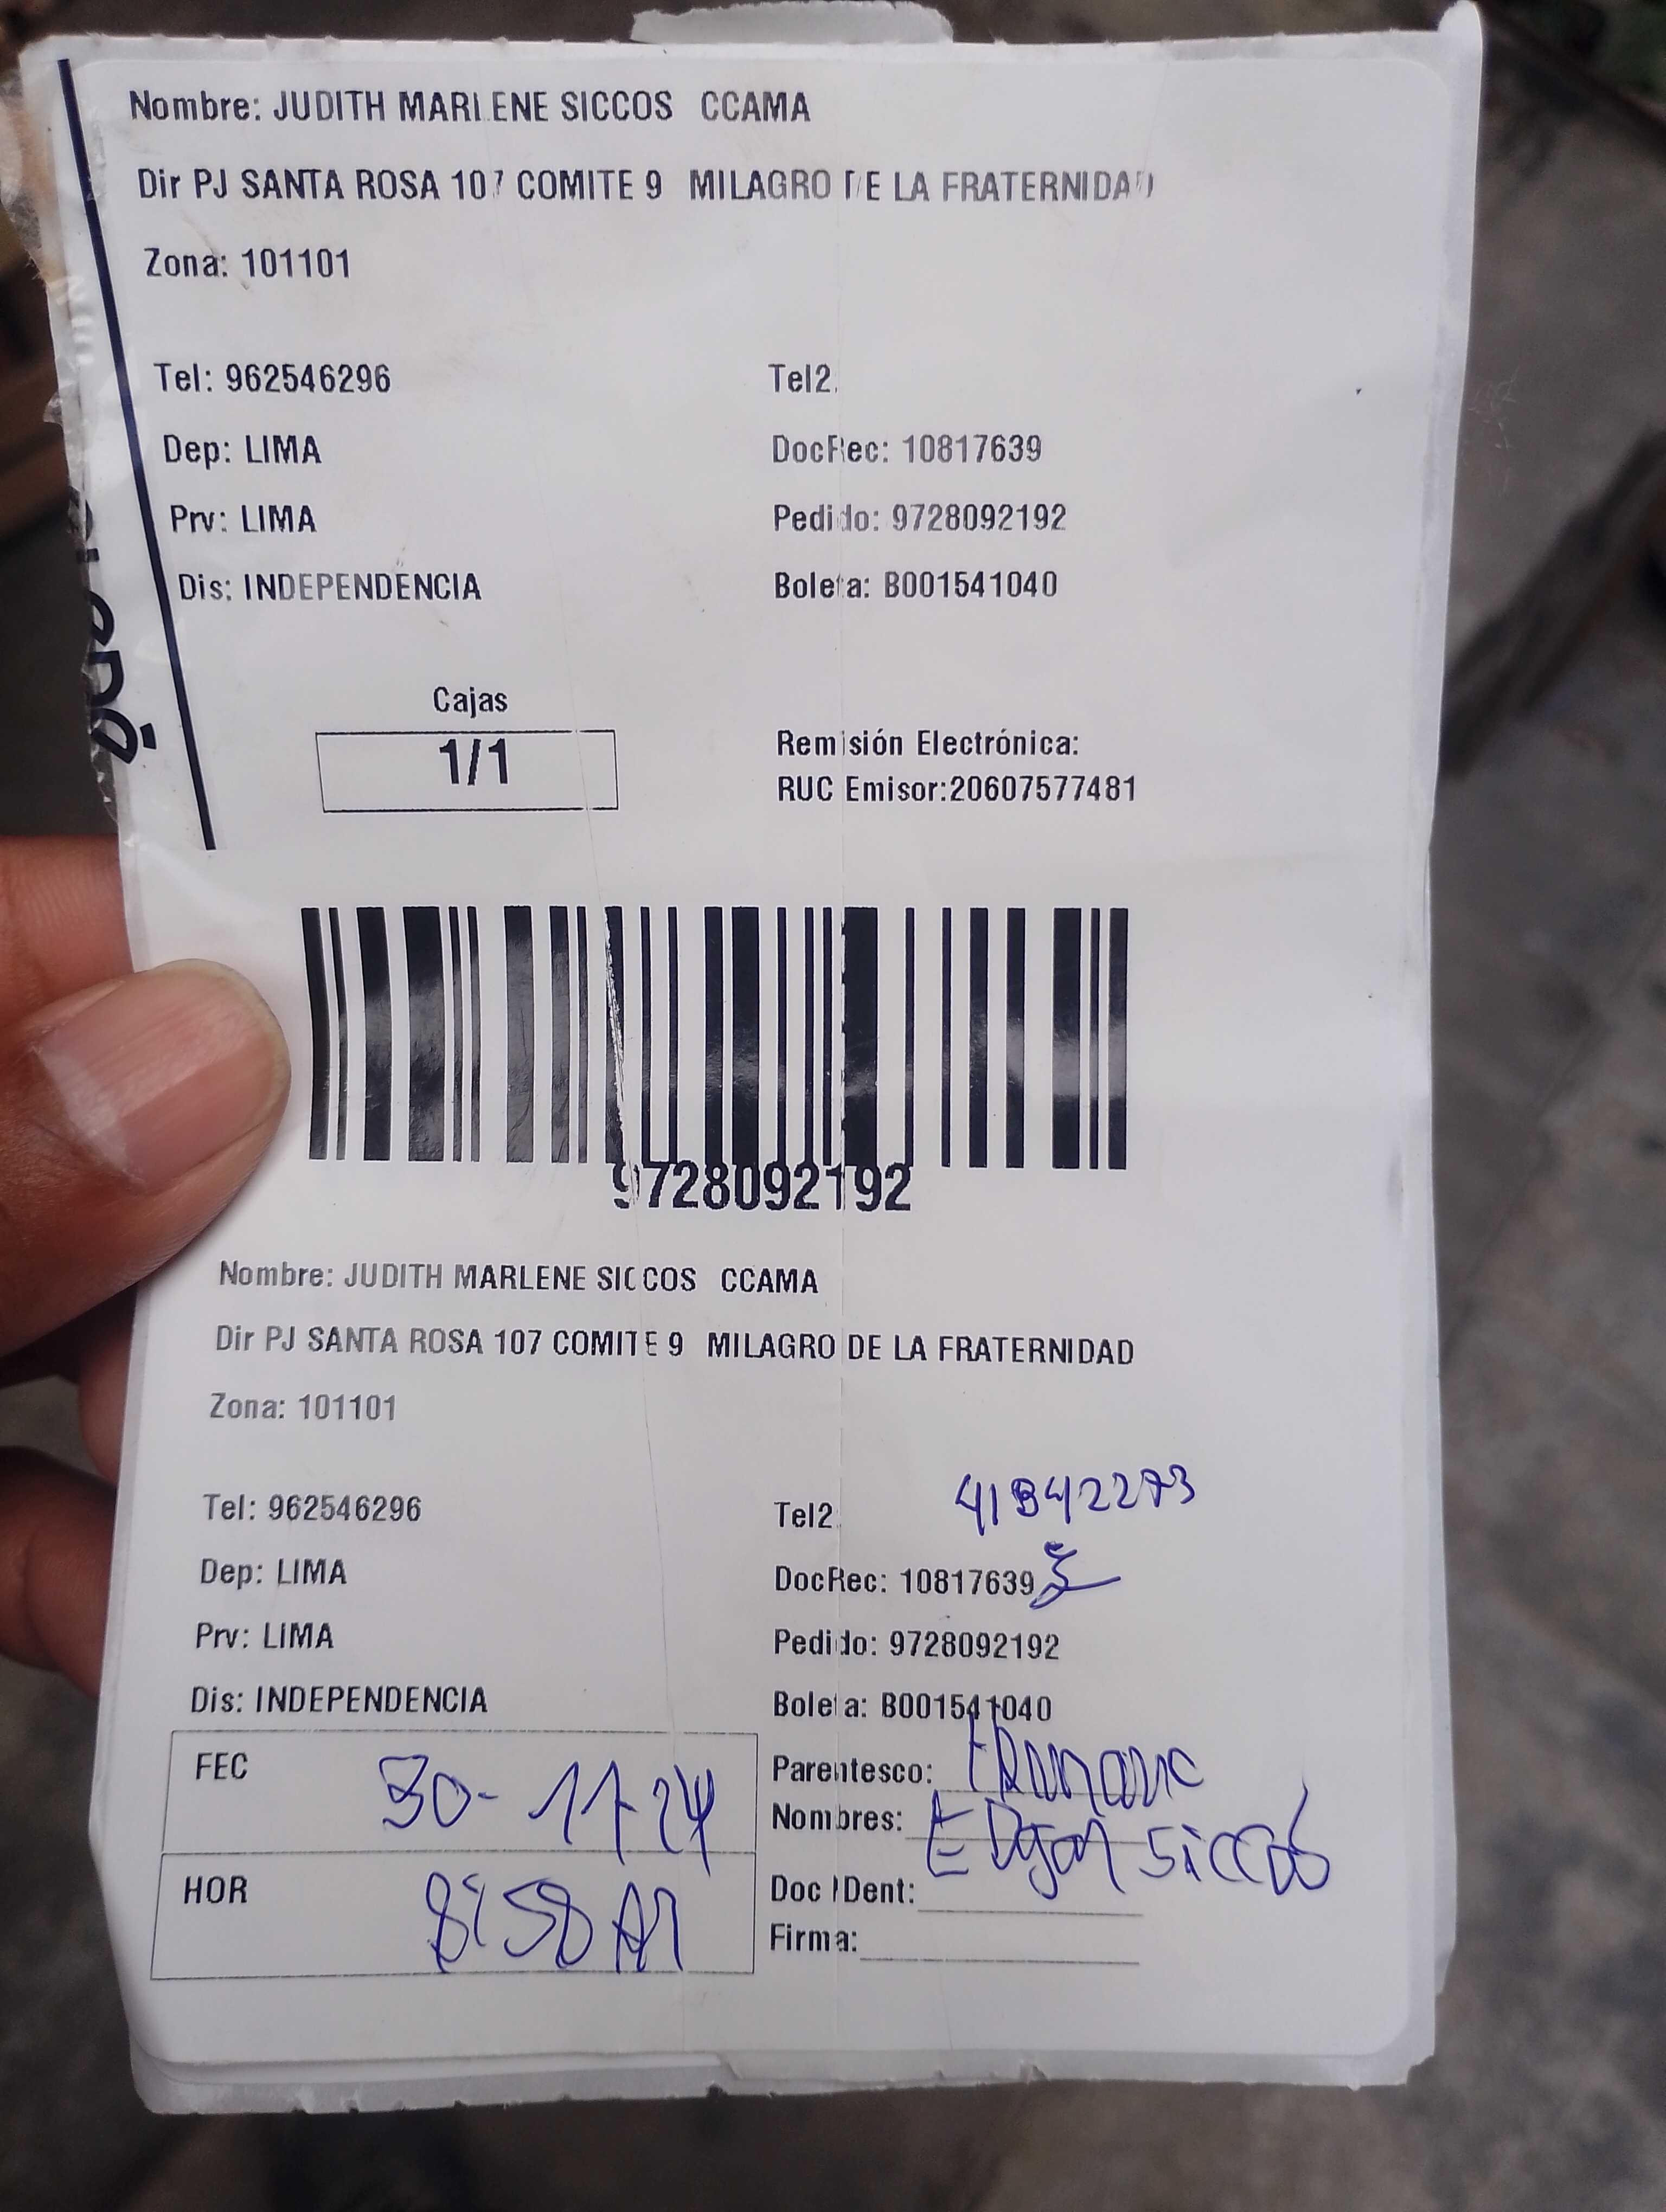 Nombre: JUDITH MARLENE SICCOS CCAMA
Dir PJ SANTA ROSA 107 COMITE 9 MILAGRO DE LA FRATERNIDAD
Zona: 101101
Tel: 962546296 Tel2:
Dep: LIMA DocRec: 10817639
Prv: LIMA Pedido: 9728092192
Dis: INDEPENDENCIA Boleta: B001541040
Cajas
1/1
Remisión Electrónica:
RUC Emisor:20607577481
9728092192
Nombre: JUDITH MARLENE SICCOS CCAMA
Dir PJ SANTA ROSA 107 COMITE 9 MILAGRO DE LA FRATERNIDAD
Zona: 101101
41842273
Tel: 962546296 Tel2:
Dep: LIMA DocRec: 10817639
Prv: LIMA Pedido: 9728092192
Dis: INDEPENDENCIA Boleta: B001541040
FEC 30-11-24
HOR 8:58 AM
Parentesco:
Nombres: EDgar siccos
Doc IDent:
Firma: